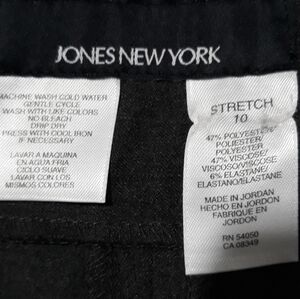 JONES NEW YORK
MACHINE WASH COLD WATER
GENTLE CYCLE
WASH WITH LIKE COLORS
NO BLEACH
DRIP DRY
PRESS WITH COOL IRON
IF NECESSARY
LAVAR A MAQUINA
EN AGUA FRIA
CICLO SUAVE
LAVAR CON LOS
MISMOS COLORES
STRETCH
10
47% POLYESTER/
POLIESTER/
POLYESTER
47% VISCOSE/
VISCOSA/VISCOSE
6% ELASTANE/
ELASTANO/ELASTANE
MADE IN JORDAN
HECHO EN JORDON
FABRIQUE EN
JORDON
RN 54050
CA 08349